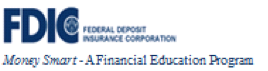 FDIC FEDERAL DEPOSIT
INSURANCE CORPORATION
Money Smart - A Financial Education Program